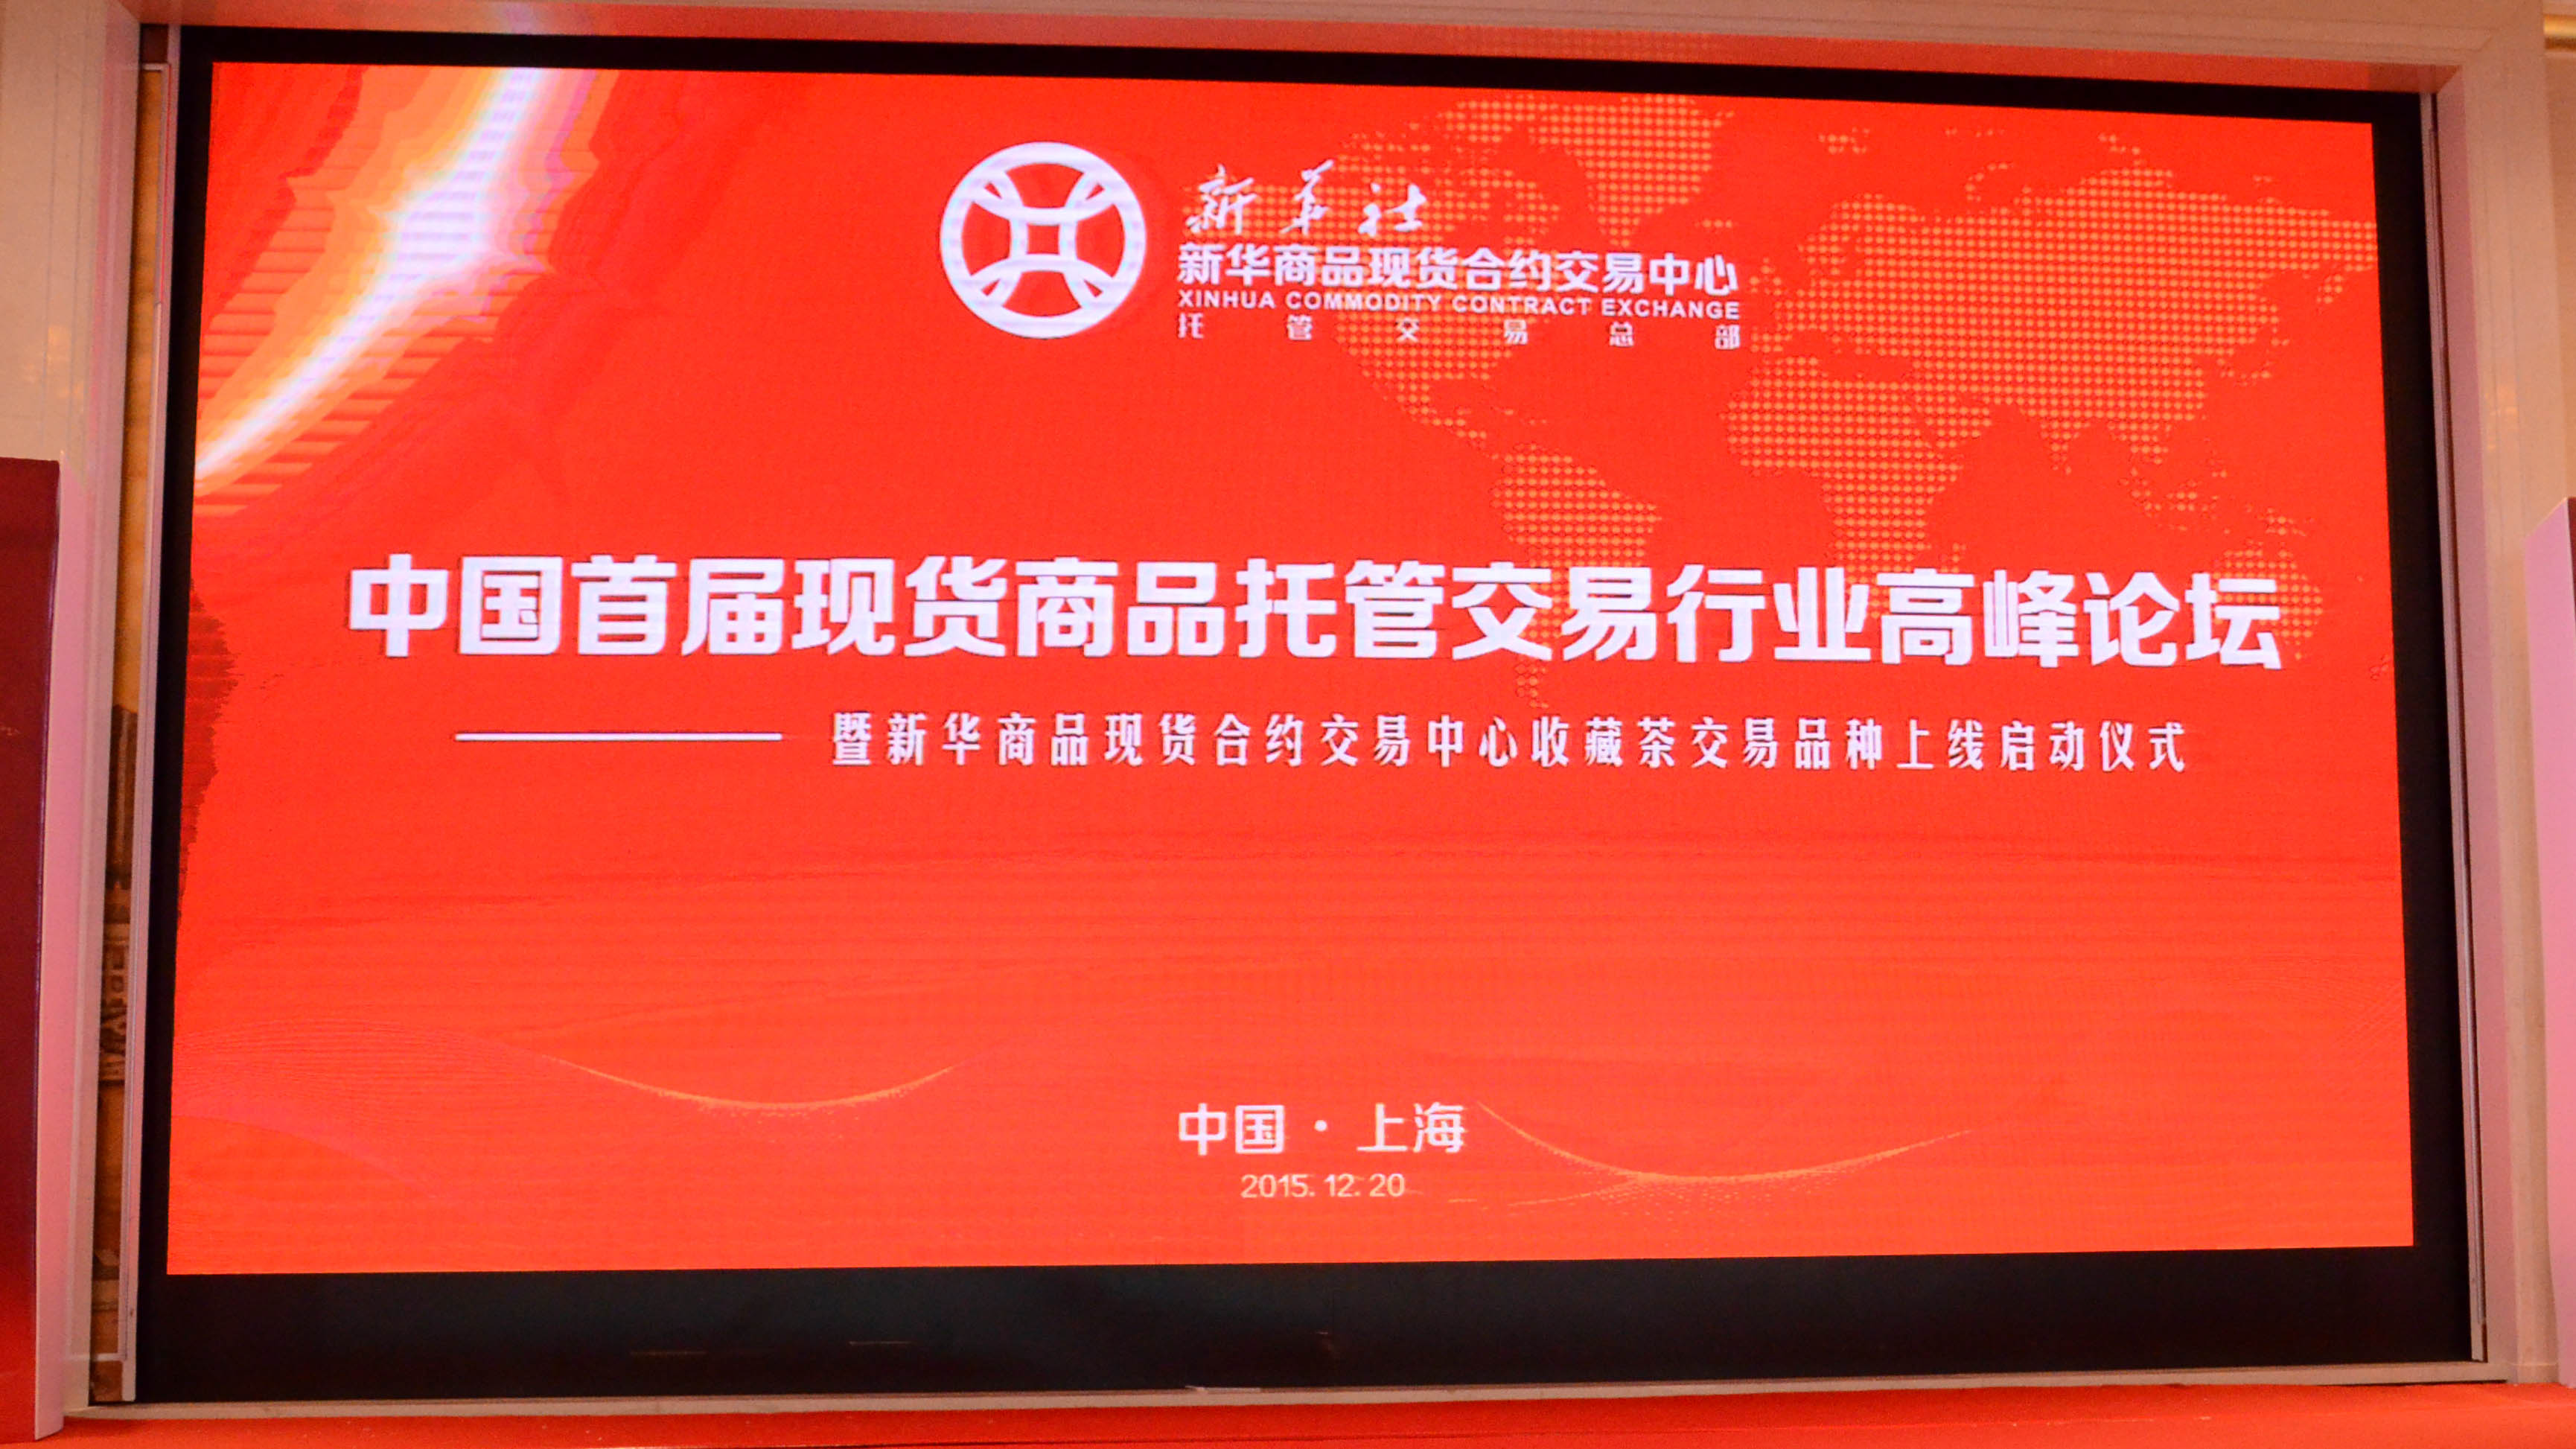 新华社
新华商品现货合约交易中心
XINHUA COMMODITY CONTRACT EXCHANGE
托管交易总部
中国首届现货商品托管交易行业高峰论坛
——暨新华商品现货合约交易中心收藏茶交易品种上线启动仪式
中国·上海
2015.12.20